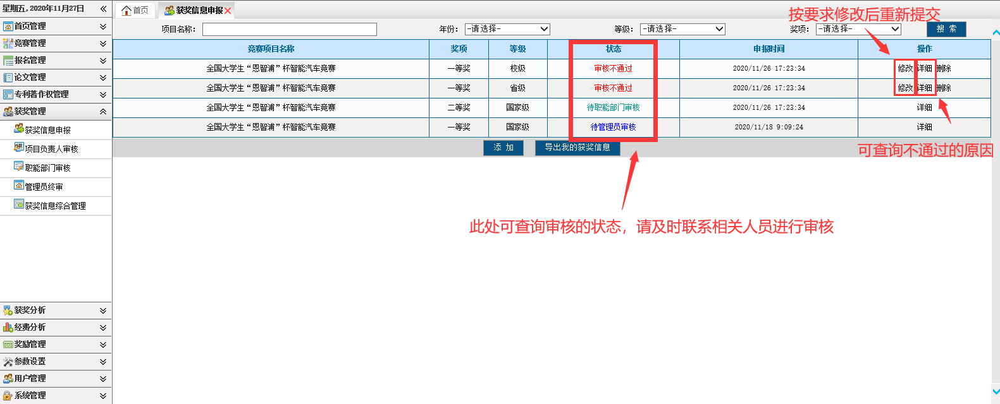 星期五,2020年11月27日
首页管理
竞赛管理
报名管理
论文管理
专利著作权管理
获奖管理
获奖信息申报
项目负责人审核
职能部门审核
管理员终审
获奖信息综合管理
获奖分析
经费分析
奖励管理
参数设置
用户管理
系统管理
首页 获奖信息申报
按要求修改后重新提交
项目名称: 年份: -请选择- 等级: -请选择- 奖项: -请选择- 搜 索
竞赛项目名称 奖项 等级 状态 申报时间 操作
全国大学生“恩智浦”杯智能汽车竞赛 一等奖 校级 审核不通过 2020/11/26 17:23:34 修改 详细 删除
全国大学生“恩智浦”杯智能汽车竞赛 一等奖 省级 审核不通过 2020/11/26 17:23:34 修改 详细 删除
全国大学生“恩智浦”杯智能汽车竞赛 二等奖 国家级 待职能部门审核 2020/11/26 17:23:34 详细
全国大学生“恩智浦”杯智能汽车竞赛 一等奖 国家级 待管理员审核 2020/11/18 9:09:24 详细
添 加 导出我的获奖信息
可查询不通过的原因
此处可查询审核的状态，请及时联系相关人员进行审核